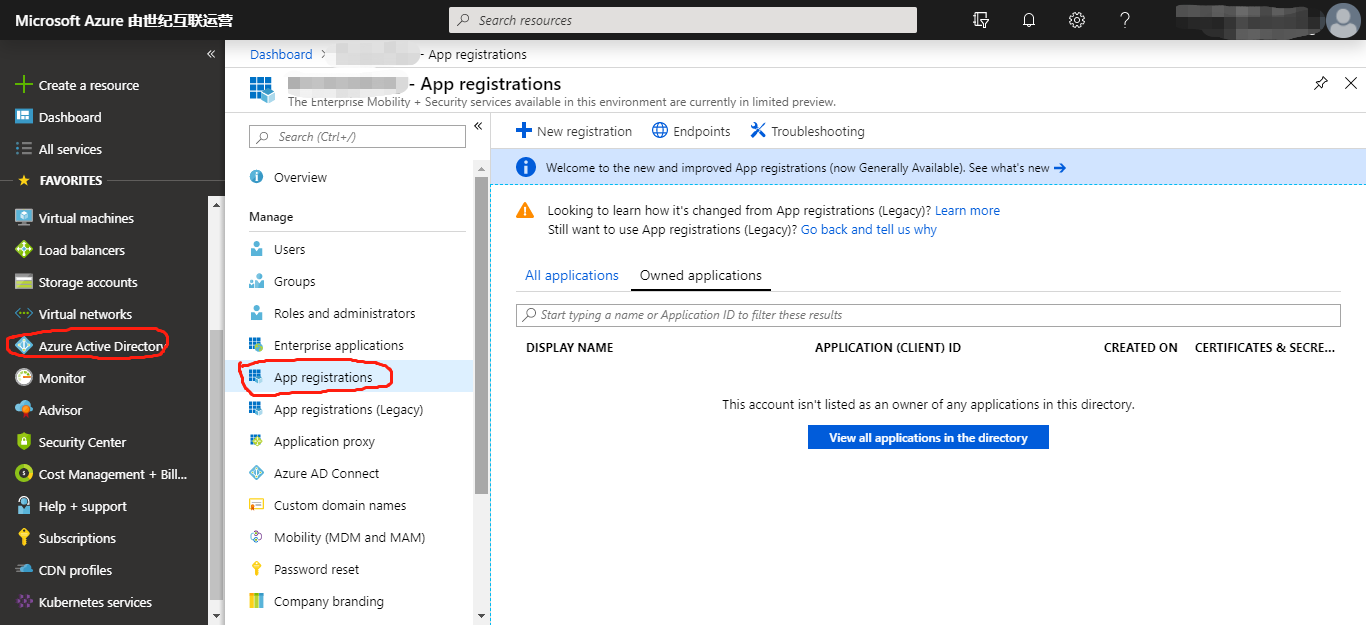 Microsoft Azure 由世纪互联运营
Search resources
Dashboard
- App registrations
- App registrations
The Enterprise Mobility + Security services available in this environment are currently in limited preview.
Create a resource
Dashboard
All services
FAVORITES
Virtual machines
Load balancers
Storage accounts
Virtual networks
Azure Active Directory
Monitor
Advisor
Security Center
Cost Management + Bill...
Help + support
Subscriptions
CDN profiles
Kubernetes services
Search (Ctrl+/)
Overview
Manage
Users
Groups
Roles and administrators
Enterprise applications
App registrations
App registrations (Legacy)
Application proxy
Azure AD Connect
Custom domain names
Mobility (MDM and MAM)
Password reset
Company branding
New registration Endpoints Troubleshooting
Welcome to the new and improved App registrations (now Generally Available). See what's new →
Looking to learn how it's changed from App registrations (Legacy)? Learn more
Still want to use App registrations (Legacy)? Go back and tell us why
All applications Owned applications
Start typing a name or Application ID to filter these results
DISPLAY NAME APPLICATION (CLIENT) ID CREATED ON CERTIFICATES & SECRE...
This account isn't listed as an owner of any applications in this directory.
View all applications in the directory